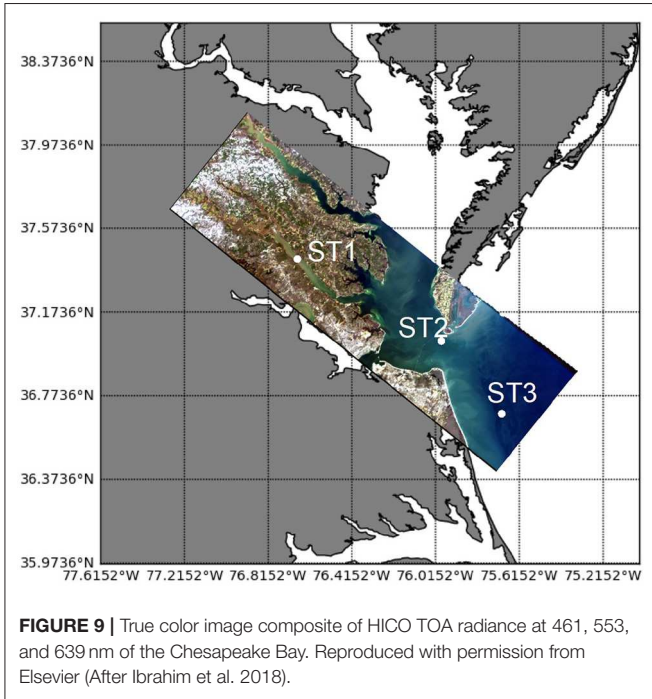 38.3736°N
37.9736°N
37.5736°N
37.1736°N
36.7736°N
36.3736°N
35.9736°N
ST1
ST2
ST3
77.6152°W 77.2152°W 76.8152°W 76.4152°W 76.0152°W 75.6152°W 75.2152°W
FIGURE 9 | True color image composite of HICO TOA radiance at 461, 553,
and 639 nm of the Chesapeake Bay. Reproduced with permission from
Elsevier (After Ibrahim et al. 2018).